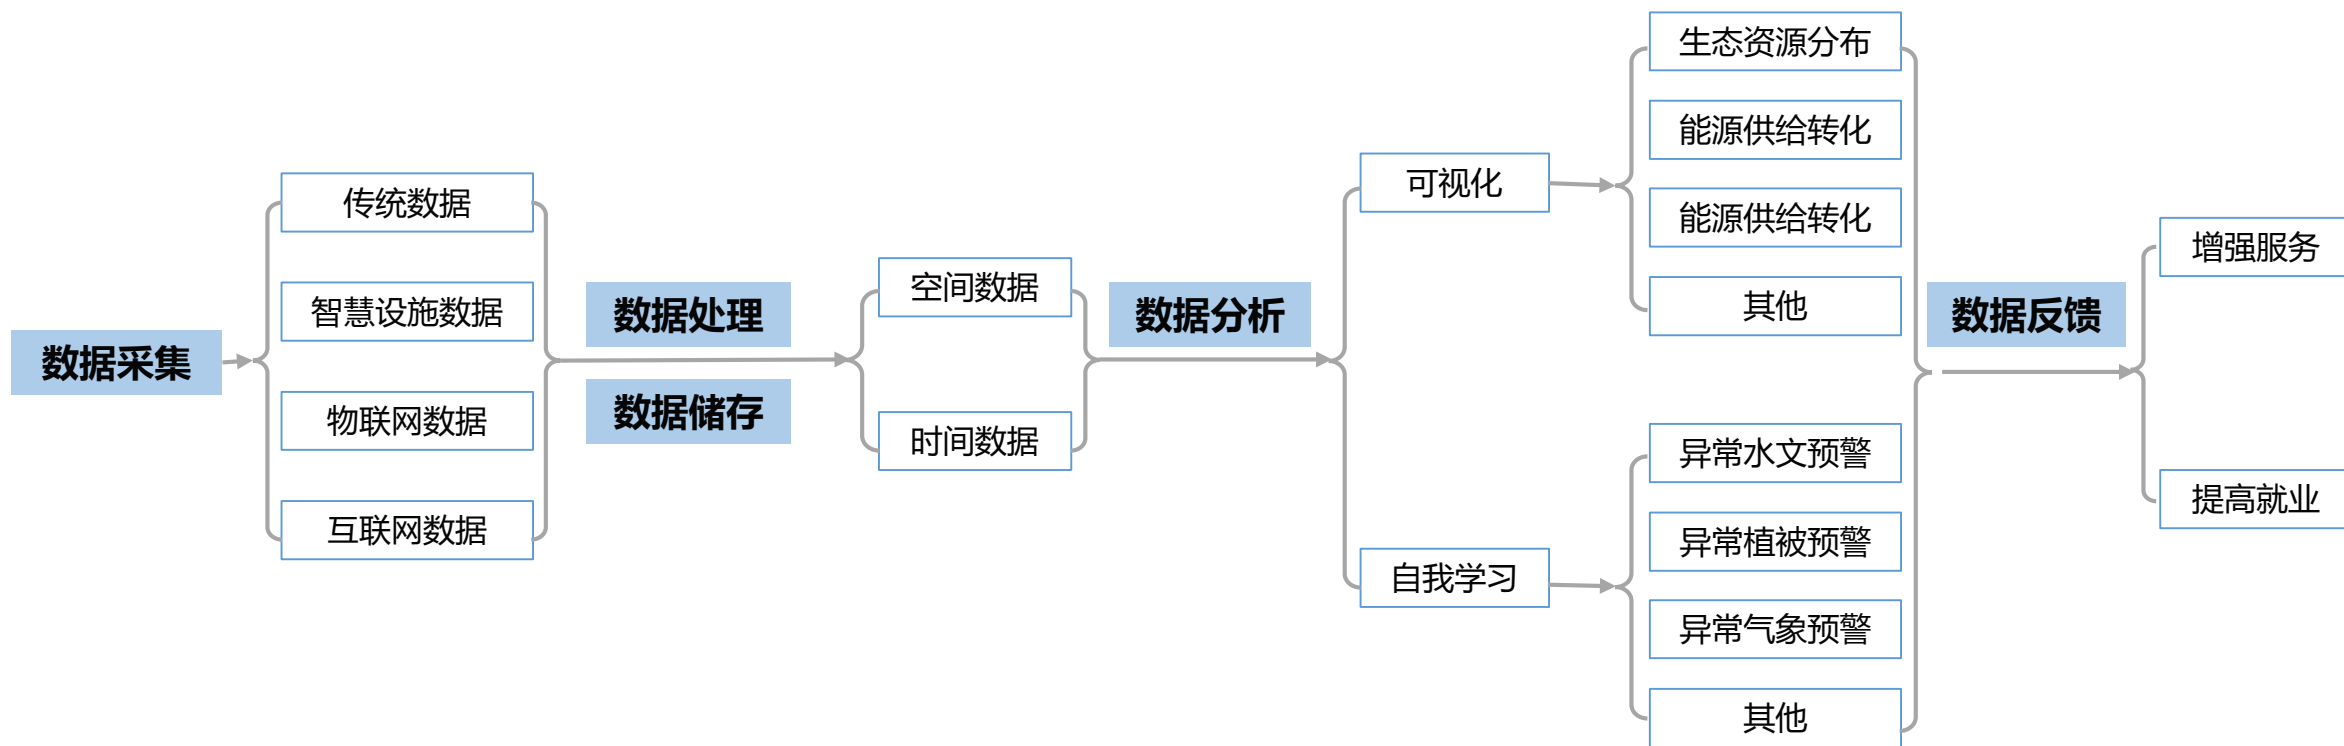 数据采集
传统数据
智慧设施数据
物联网数据
互联网数据
数据处理
数据储存
空间数据
时间数据
数据分析
可视化
自我学习
生态资源分布
能源供给转化
能源供给转化
其他
异常水文预警
异常植被预警
异常气象预警
其他
数据反馈
增强服务
提高就业